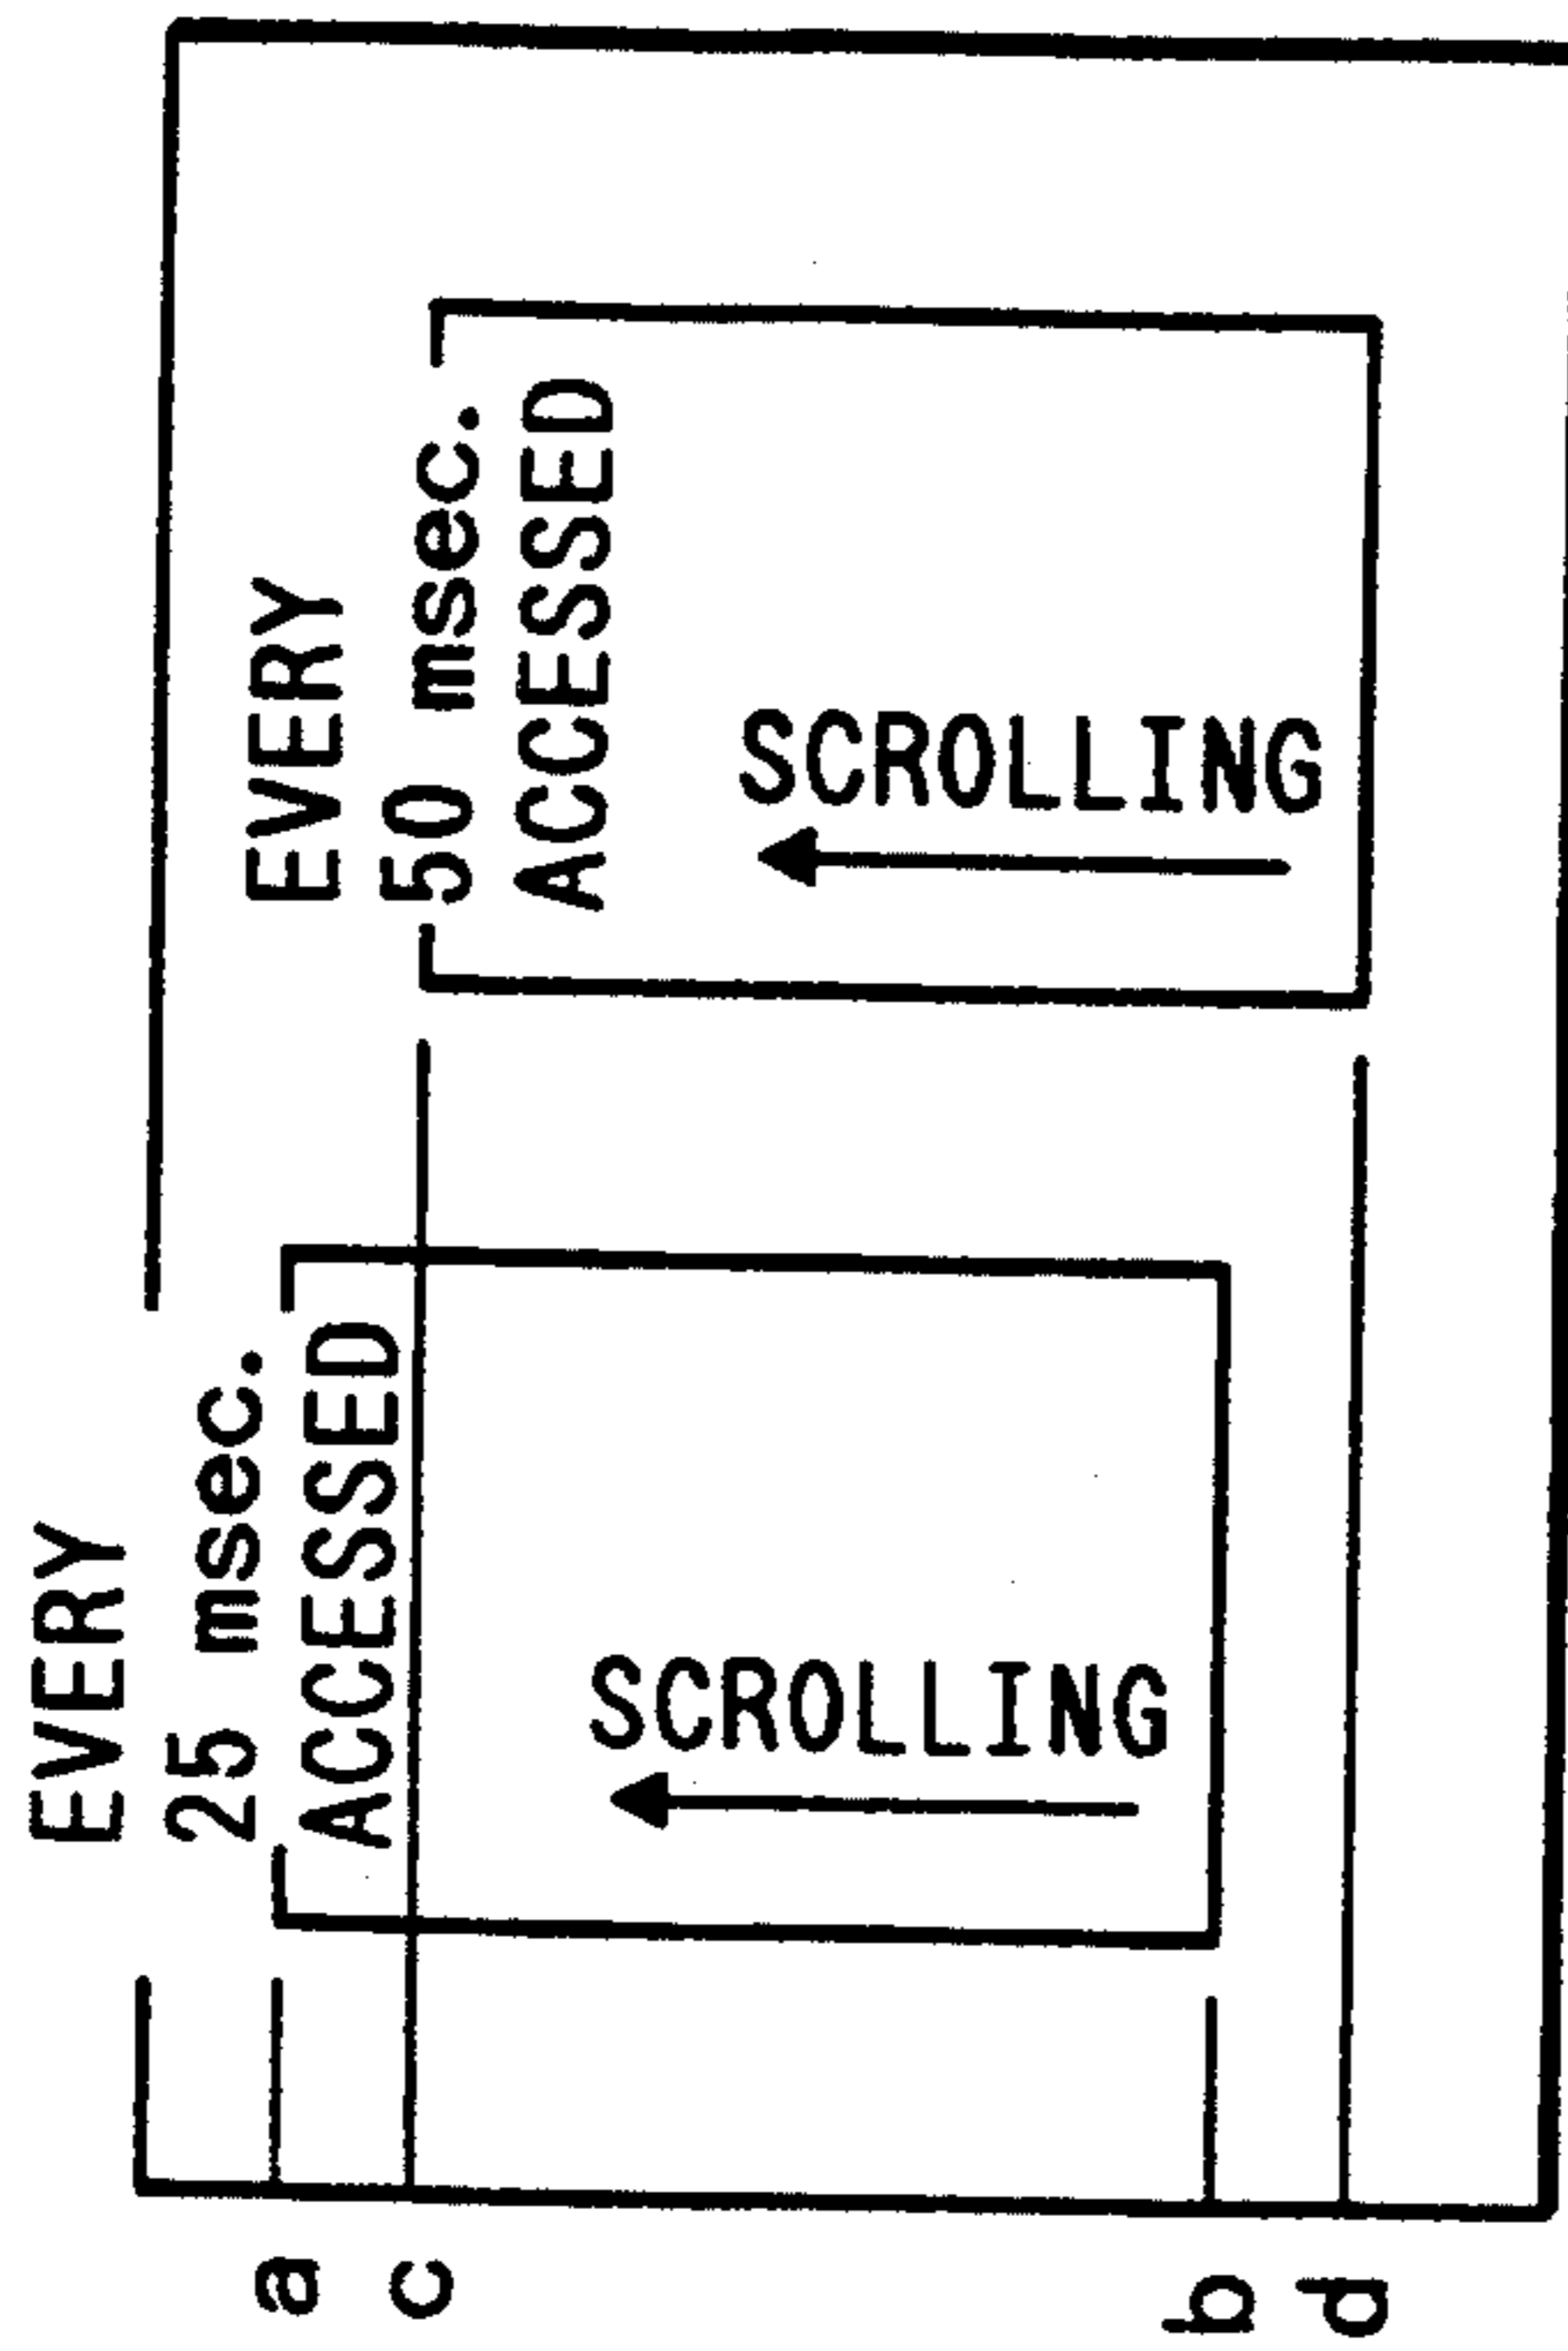 EVERY
25 msec.
ACCESSED
EVERY
50 msec.
ACCESSED
SCROLLING
SCROLLING
a
c
b
d